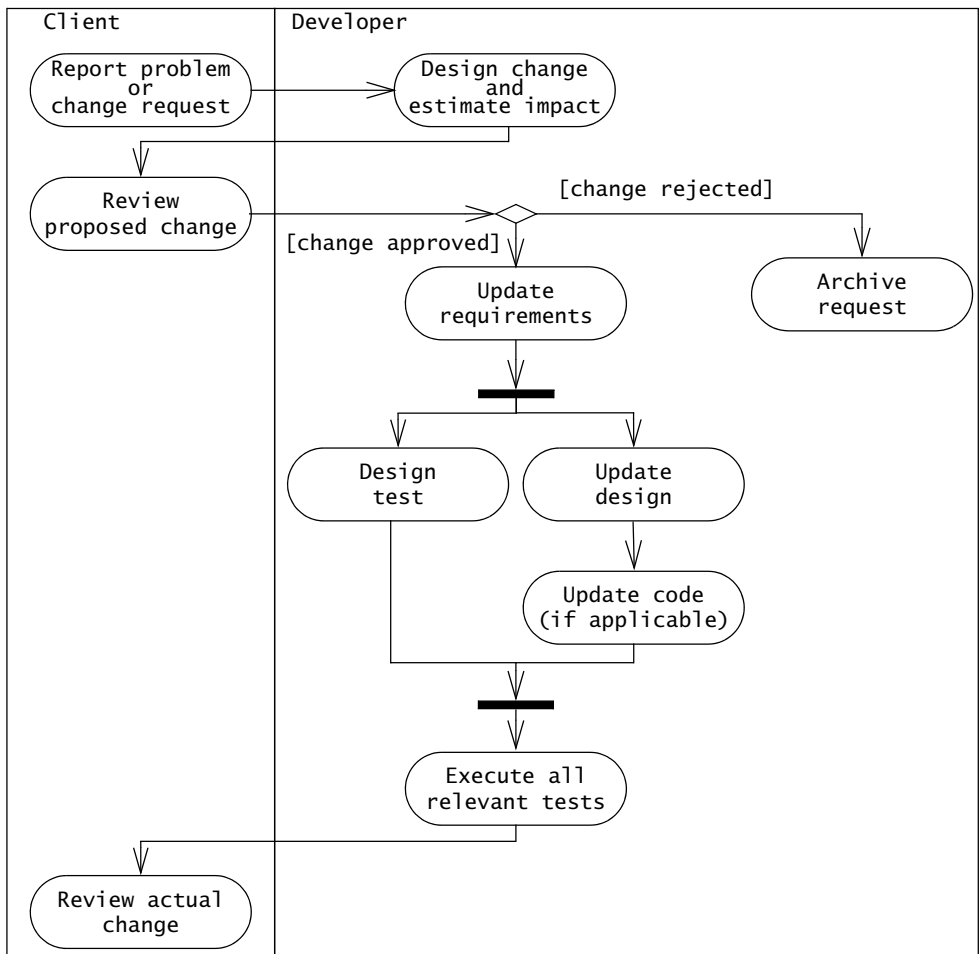 Client
Developer
Report problem
or
change request
Design change
and
estimate impact
Review
proposed change
[change rejected]
[change approved]
Update
requirements
Archive
request
Design
test
Update
design
Update code
(if applicable)
Execute all
relevant tests
Review actual
change